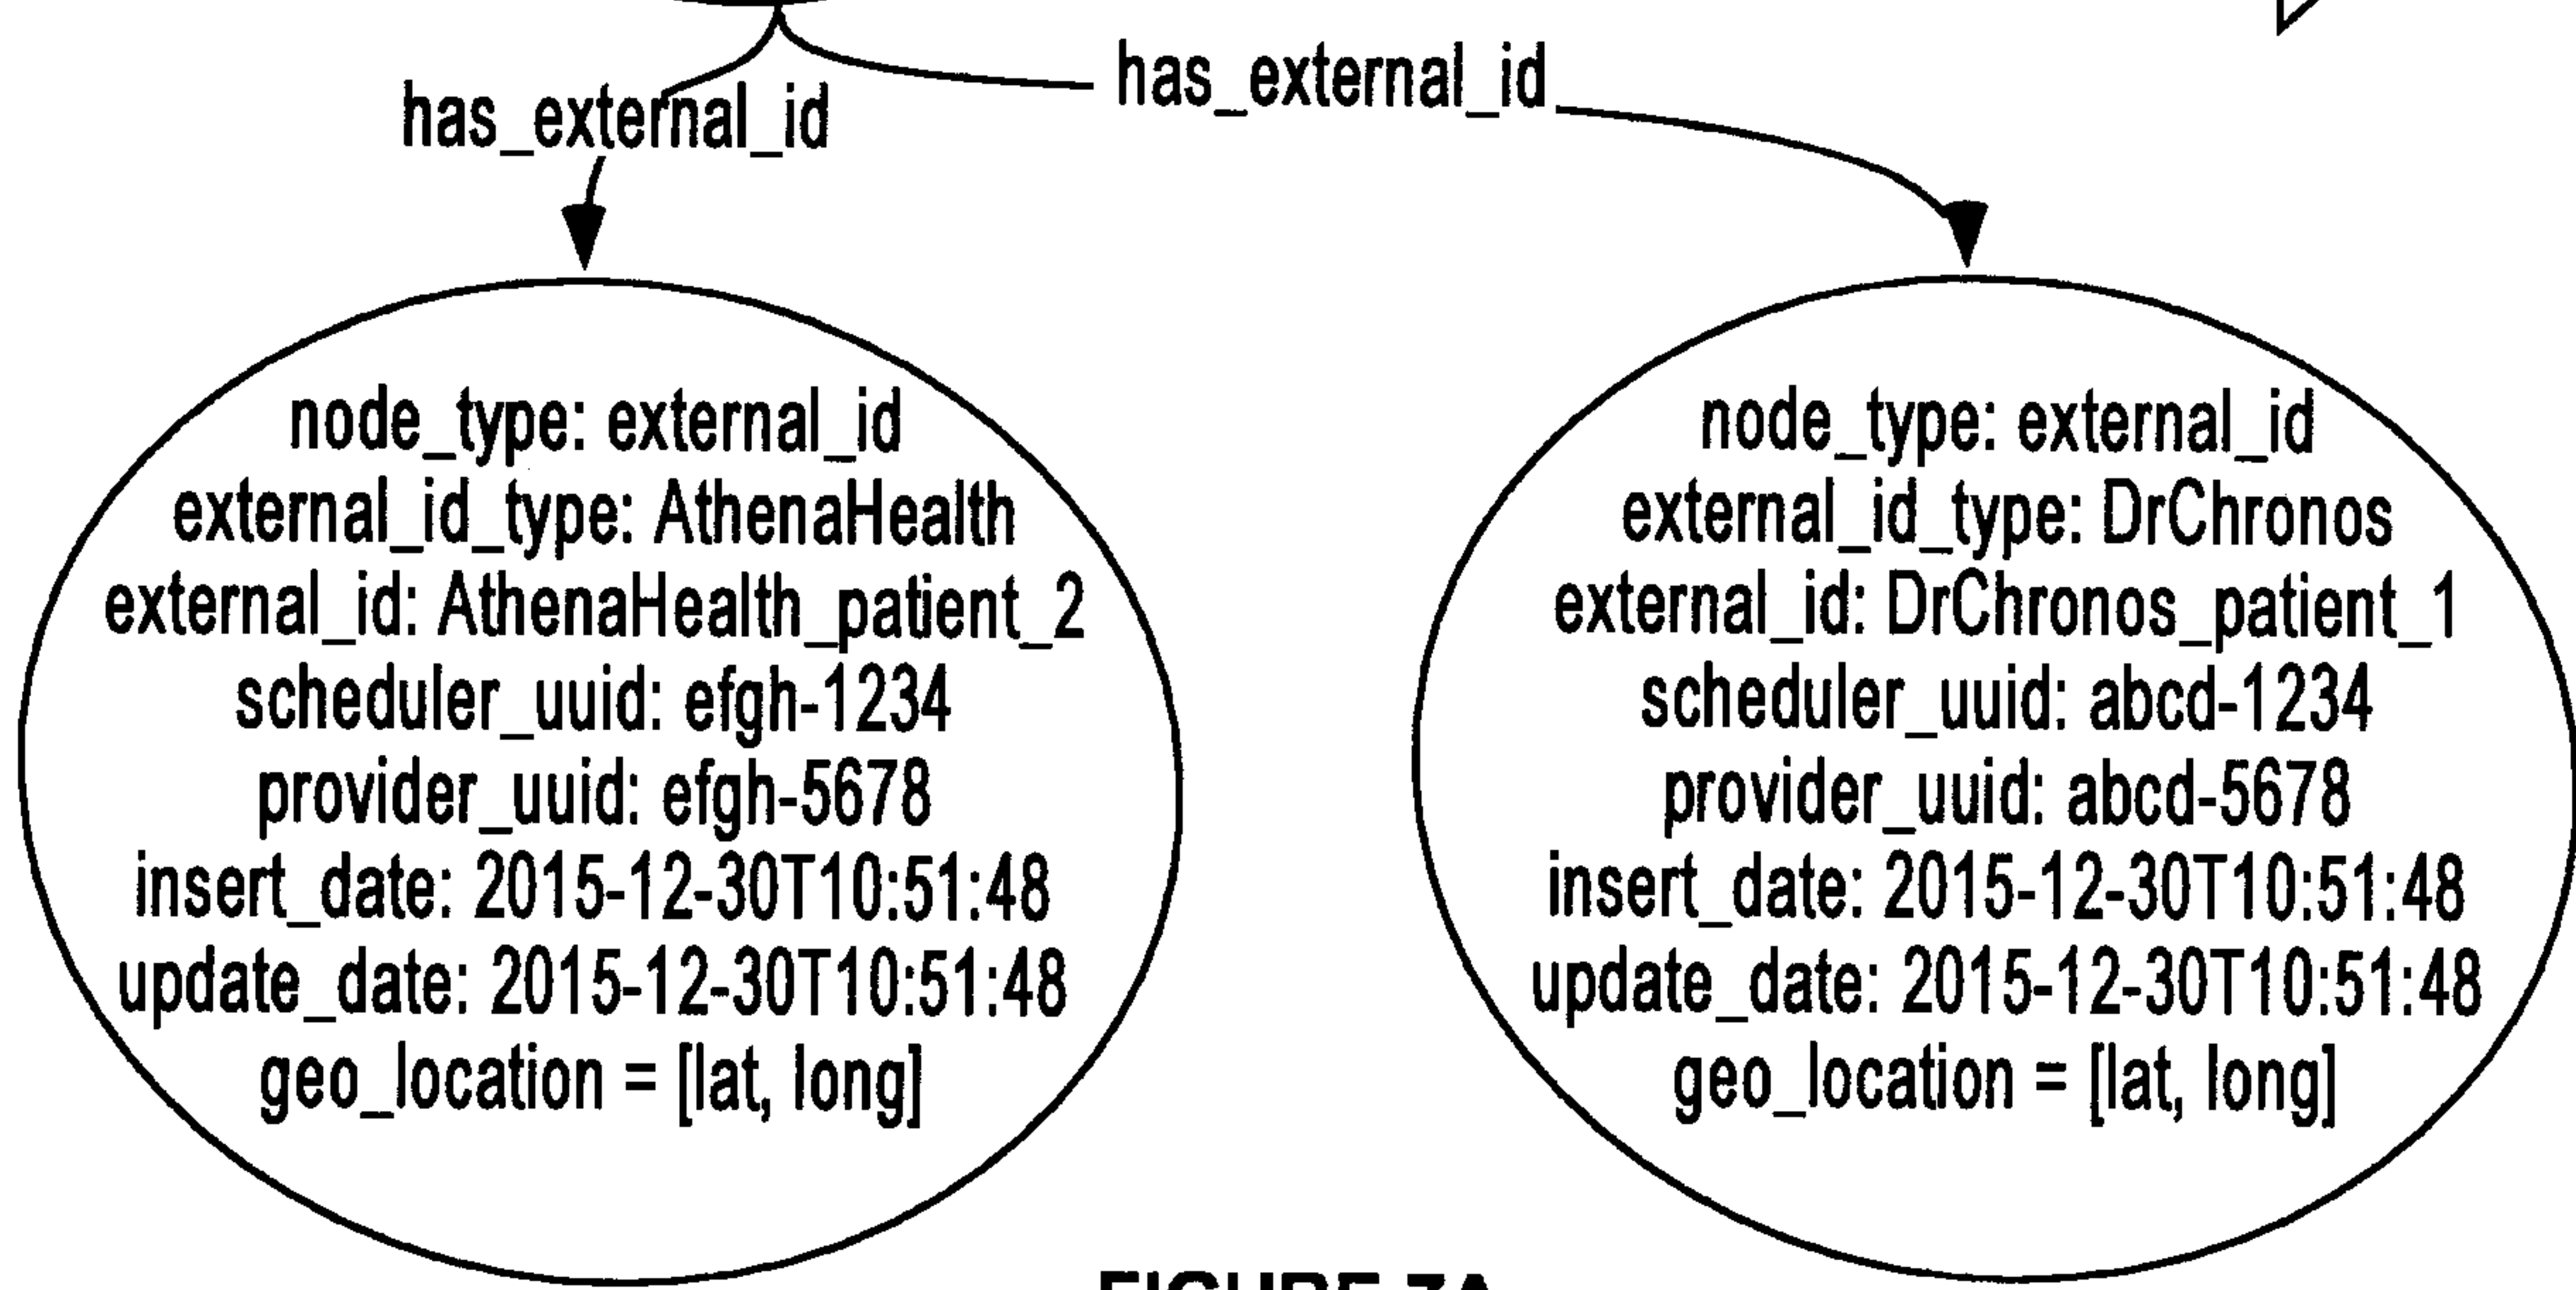 has_external_id
has_external_id
node_type: external_id
external_id_type: AthenaHealth
external_id: AthenaHealth_patient_2
scheduler_uuid: efgh-1234
provider_uuid: efgh-5678
insert_date: 2015-12-30T10:51:48
update_date: 2015-12-30T10:51:48
geo_location = [lat, long]
node_type: external_id
external_id_type: DrChronos
external_id: DrChronos_patient_1
scheduler_uuid: abcd-1234
provider_uuid: abcd-5678
insert_date: 2015-12-30T10:51:48
update_date: 2015-12-30T10:51:48
geo_location = [lat, long]
FIGURE 7A